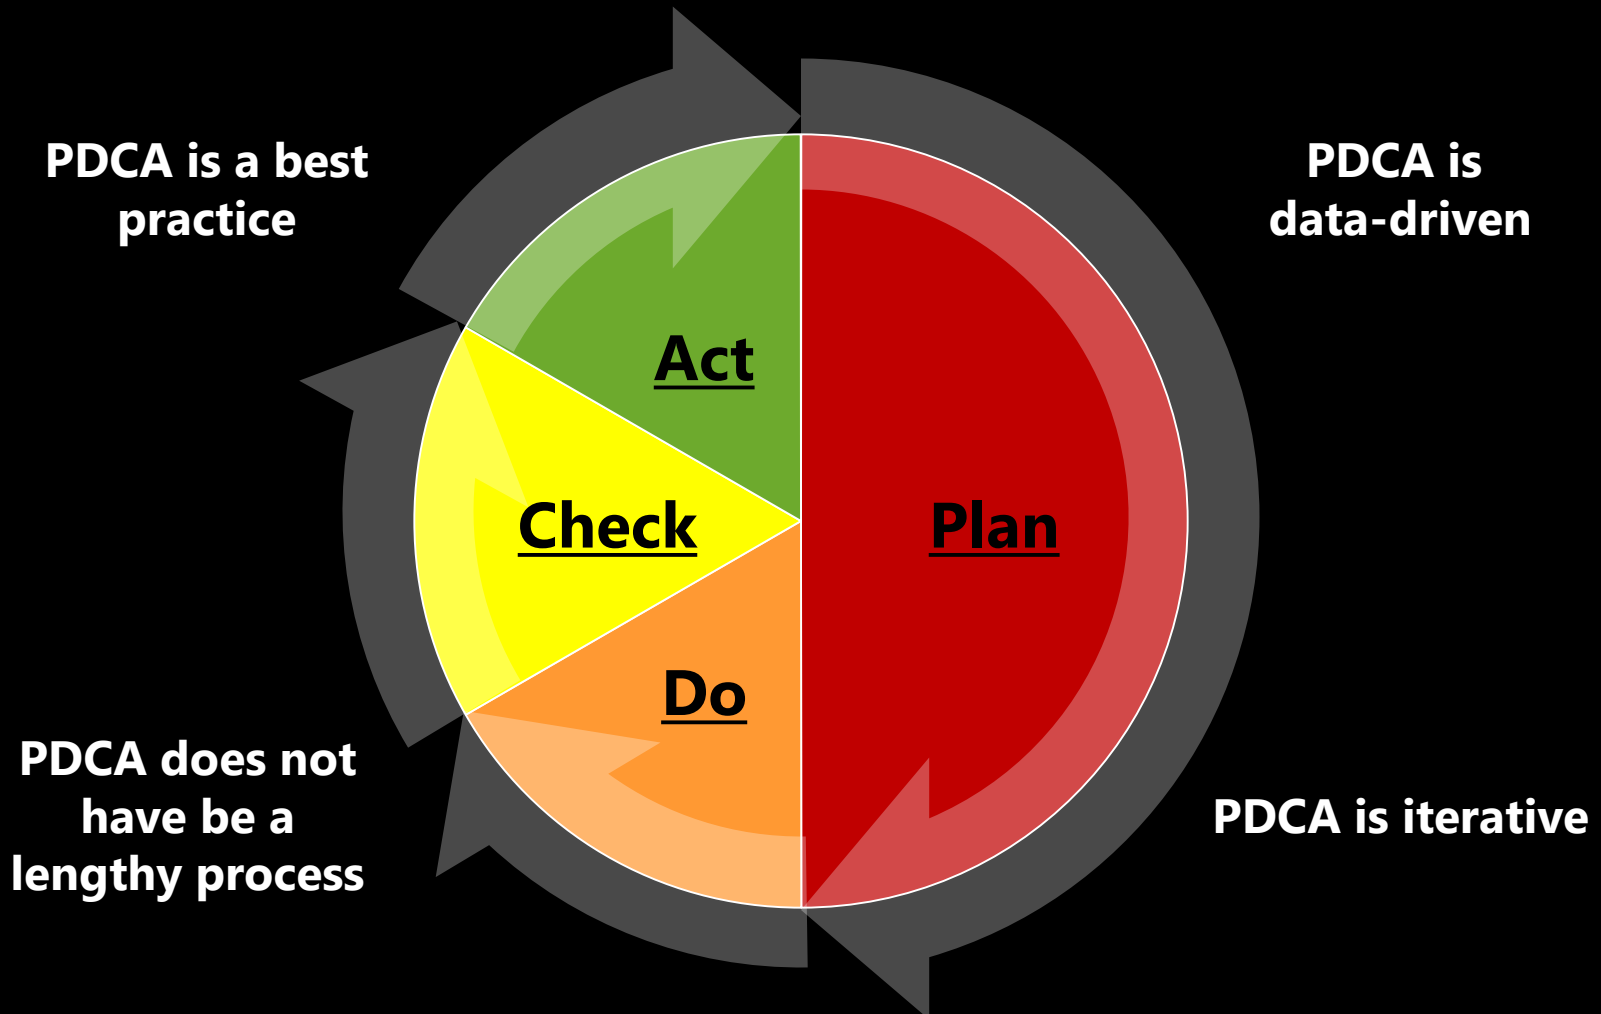 PDCA is a best
practice
PDCA is
data-driven
Act
Check
Plan
Do
PDCA does not
have be a
lengthy process
PDCA is iterative